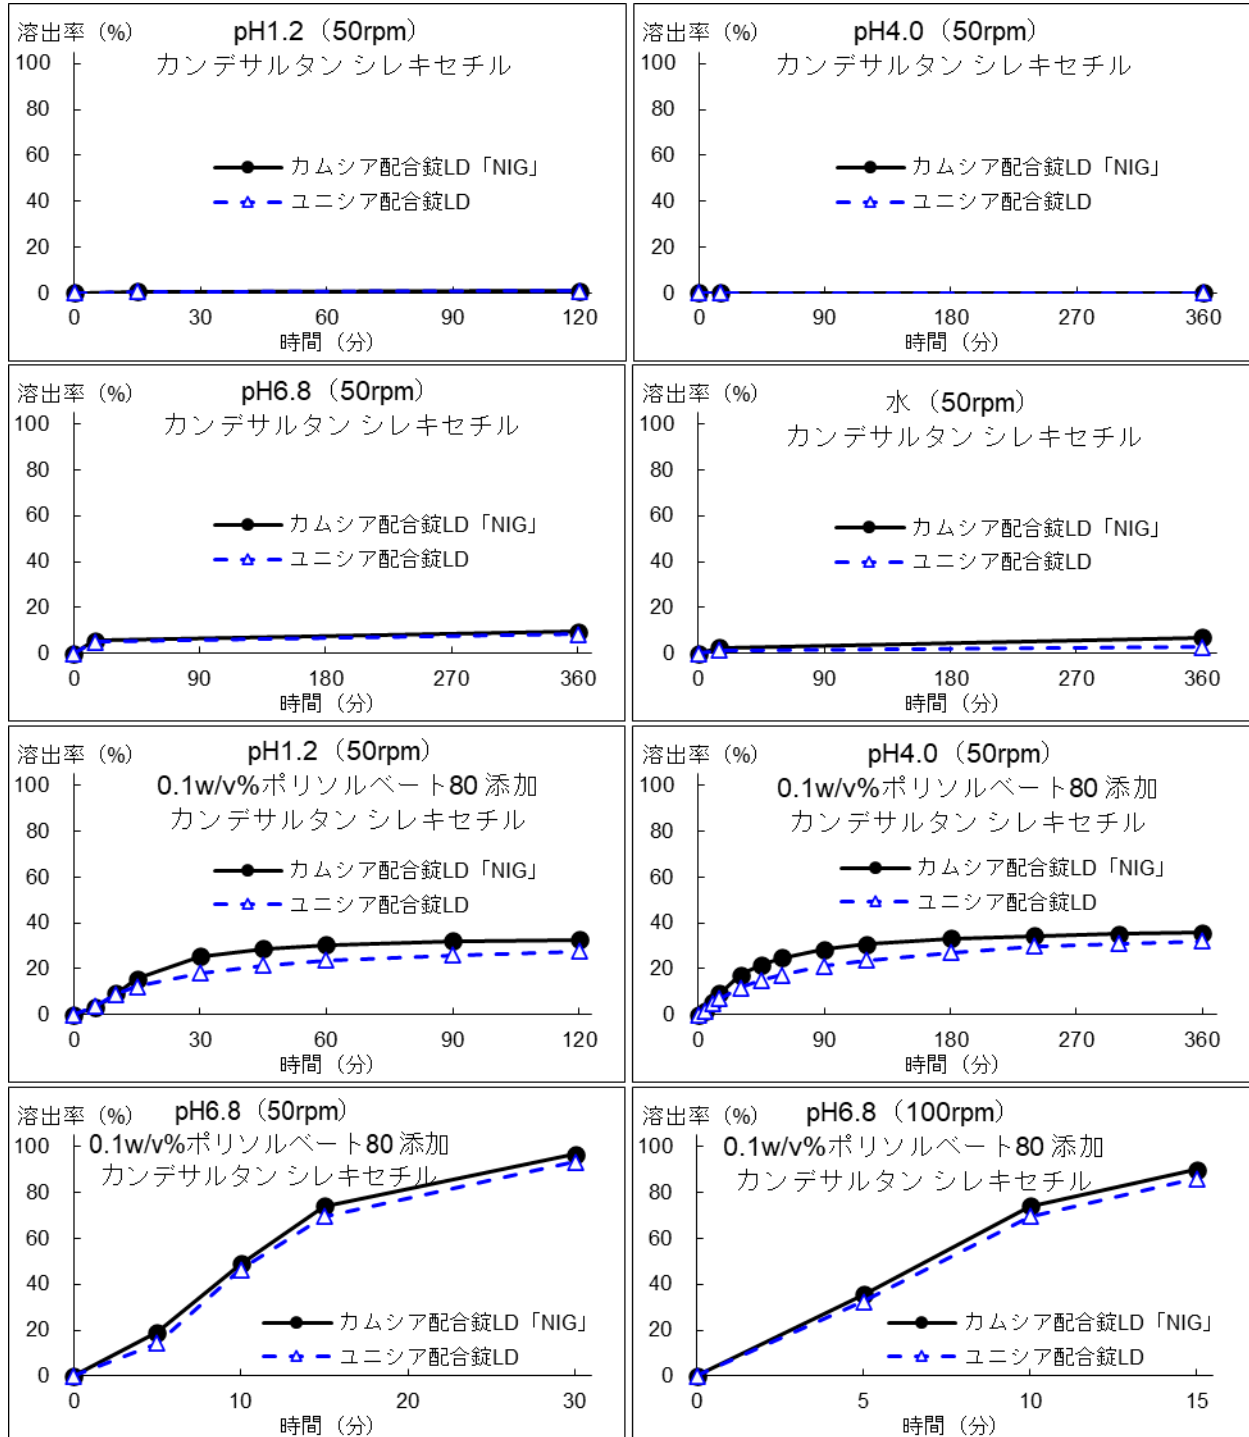 溶出率 (%)
pH1.2（50rpm）
カンデサルタン シレキセチル
100
80
60
40
20
0
カムシア配合錠LD「NIG」
ユニシア配合錠LD
0 30 60 90 120
時間（分）
溶出率 (%)
pH4.0（50rpm）
カンデサルタン シレキセチル
100
80
60
40
20
0
カムシア配合錠LD「NIG」
ユニシア配合錠LD
0 90 180 270 360
時間（分）
溶出率 (%)
pH6.8（50rpm）
カンデサルタン シレキセチル
100
80
60
40
20
0
カムシア配合錠LD「NIG」
ユニシア配合錠LD
0 90 180 270 360
時間（分）
溶出率 (%)
水（50rpm）
カンデサルタン シレキセチル
100
80
60
40
20
0
カムシア配合錠LD「NIG」
ユニシア配合錠LD
0 90 180 270 360
時間（分）
溶出率 (%)
pH1.2（50rpm）
0.1w/v%ポリソルベート80 添加
カンデサルタン シレキセチル
100
80
60
40
20
0
カムシア配合錠LD「NIG」
ユニシア配合錠LD
0 30 60 90 120
時間（分）
溶出率 (%)
pH4.0（50rpm）
0.1w/v%ポリソルベート80 添加
カンデサルタン シレキセチル
100
80
60
40
20
0
カムシア配合錠LD「NIG」
ユニシア配合錠LD
0 90 180 270 360
時間（分）
溶出率 (%)
pH6.8（50rpm）
0.1w/v%ポリソルベート80 添加
カンデサルタン シレキセチル
100
80
60
40
20
0
カムシア配合錠LD「NIG」
ユニシア配合錠LD
0 10 20 30
時間（分）
溶出率 (%)
pH6.8（100rpm）
0.1w/v%ポリソルベート80 添加
カンデサルタン シレキセチル
100
80
60
40
20
0
カムシア配合錠LD「NIG」
ユニシア配合錠LD
0 5 10 15
時間（分）